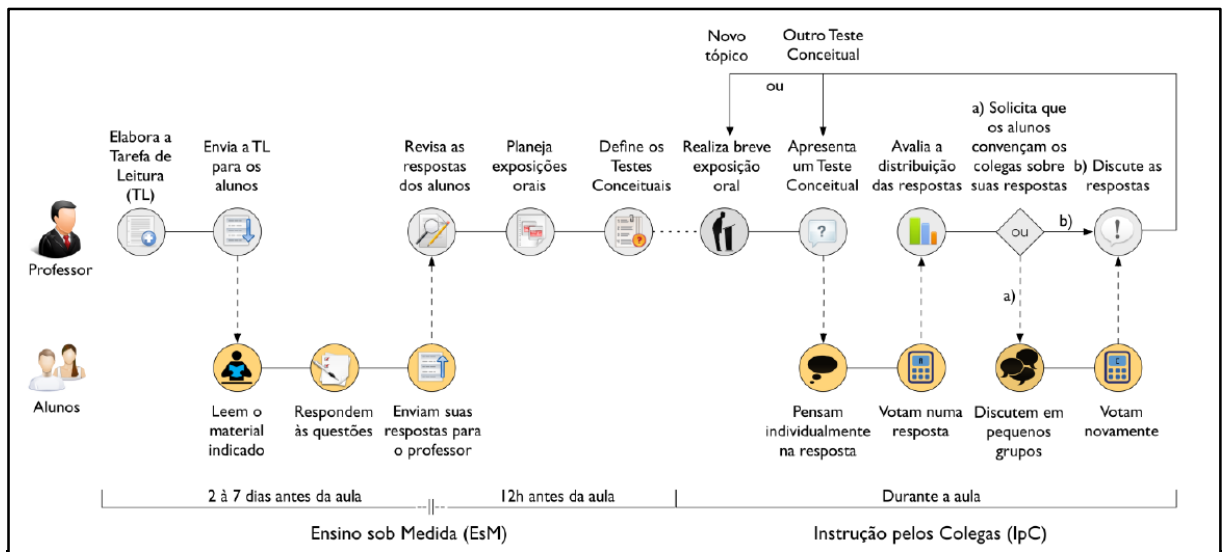 Novo
tópico
Outro Teste
Conceitual
ou
Elabora a
Tarefa de
Leitura
(TL)
Envia a TL
para os
alunos
Revisa as
respostas
dos alunos
Planeja
exposições
orais
Define os
Testes
Conceituais
Realiza breve
exposição
oral
Apresenta
um Teste
Conceitual
Avalia a
distribuição
das respostas
a) Solicita que
os alunos
convençam os
colegas sobre
suas respostas
b) Discute as
respostas
?
ou
b)
!
Professor
a)
A
E
Alunos
Leem o
material
indicado
Respondem
às questões
Enviam suas
respostas para
o professor
Pensam
individualmente
na resposta
Votam numa
resposta
Discutem em
pequenos
grupos
Votam
novamente
2 à 7 dias antes da aula
12h antes da aula
Durante a aula
Ensino sob Medida (EsM)
Instrução pelos Colegas (IpC)